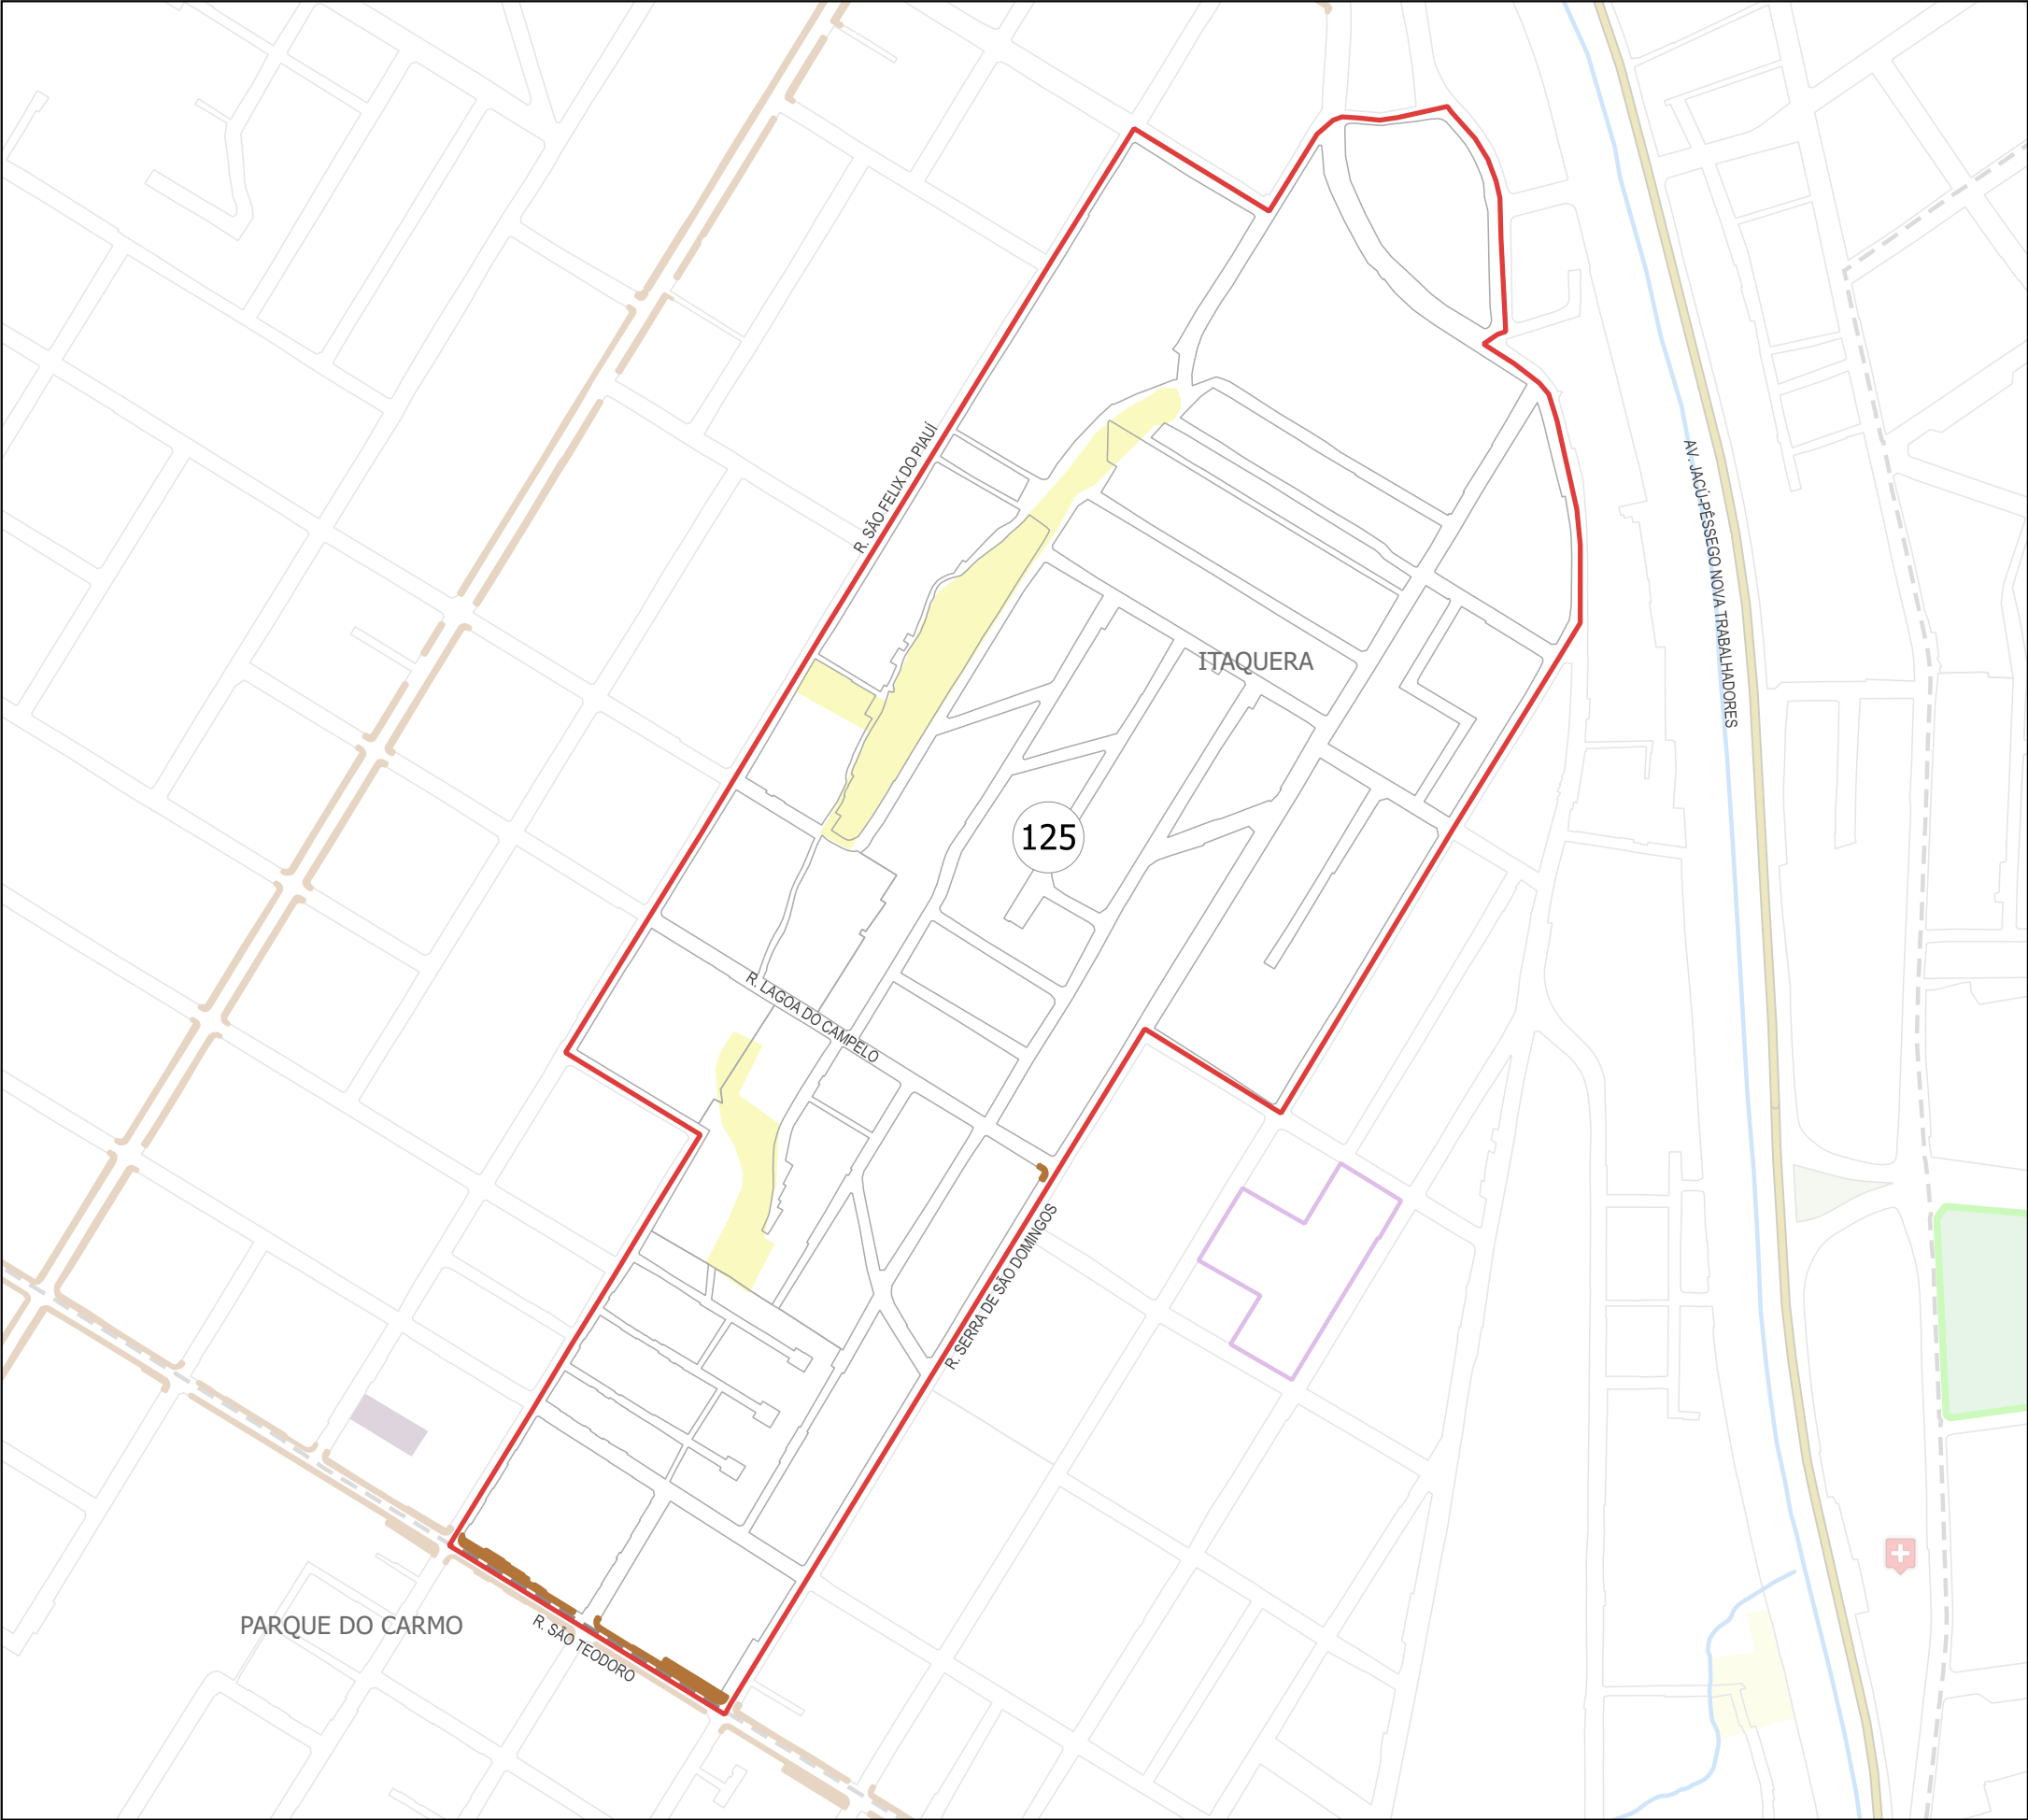 R. SÃO FELIX DO PIAUÍ
AV. JACÚ-PÊSSEGO NOVA TRABALHADORES
ITAQUERA
125
R. LAGOA DO CAMPELO
R. SERRA DE SÃO DOMINGOS
PARQUE DO CARMO
R. SÃO TEODORO